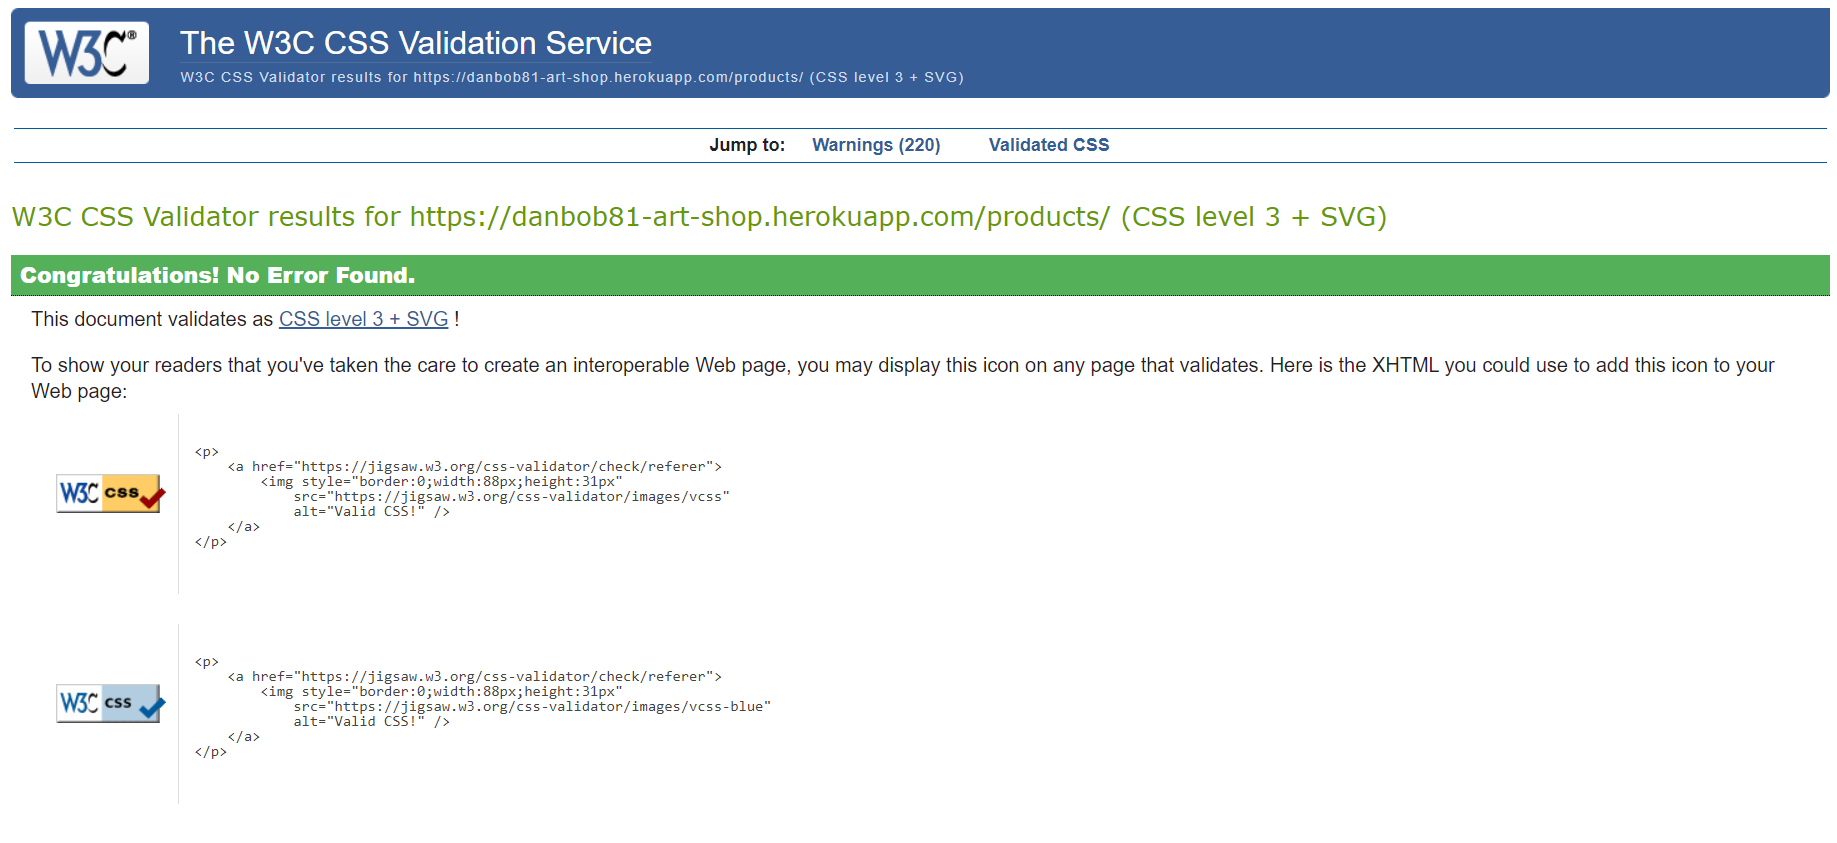 W3C®
The W3C CSS Validation Service
W3C CSS Validator results for https://danbob81-art-shop.herokuapp.com/products/ (CSS level 3 + SVG)
Jump to: Warnings (220) Validated CSS
W3C CSS Validator results for https://danbob81-art-shop.herokuapp.com/products/ (CSS level 3 + SVG)
Congratulations! No Error Found.
This document validates as CSS level 3 + SVG !
To show your readers that you've taken the care to create an interoperable Web page, you may display this icon on any page that validates. Here is the XHTML you could use to add this icon to your
Web page:
W3C css
<p>
    <a href="https://jigsaw.w3.org/css-validator/check/referer">
        <img style="border:0;width:88px;height:31px"
            src="https://jigsaw.w3.org/css-validator/images/vcss"
            alt="Valid CSS!" />
    </a>
</p>
W3C css
<p>
    <a href="https://jigsaw.w3.org/css-validator/check/referer">
        <img style="border:0;width:88px;height:31px"
            src="https://jigsaw.w3.org/css-validator/images/vcss-blue"
            alt="Valid CSS!" />
    </a>
</p>